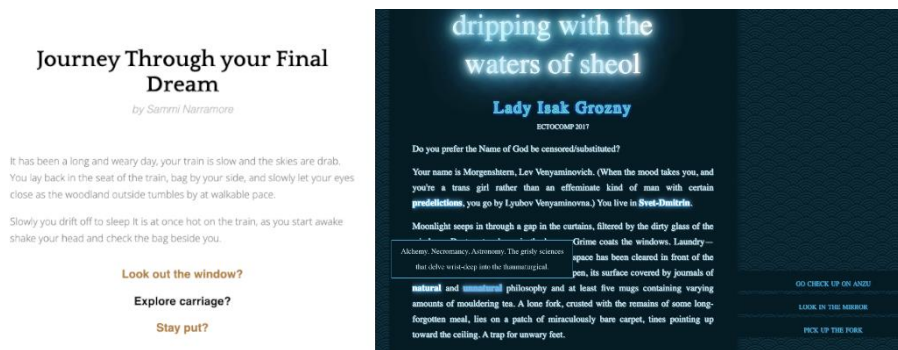 Journey Through your Final
Dream
by Sammi Narramore
It has been a long and weary day, your train is slow and the skies are drab.
You lay back in the seat of the train, bag by your side, and slowly let your eyes
close as the woodland outside tumbles by at walkable pace.
Slowly you drift off to sleep It is at once hot on the train, as you start awake
shake your head and check the bag beside you.
Look out the window?
Explore carriage?
Stay put?
dripping with the
waters of sheol
Lady Isak Grozny
ECTOCOMP 2017
Do you prefer the Name of God be censored/substituted?
Your name is Morgenshtern, Lev Venyaminovich. (When the mood takes you, and
you're a trans girl rather than an effeminate kind of man with certain
predelictions, you go by Lyubov Venyaminovna.) You live in Svet-Dmitrin.
Moonlight seeps in through a gap in the curtains, filtered by the dirty glass of the
Grime coats the windows. Laundry—
Alchemy. Necromancy. Astronomy. The grisly sciences
that delve wrist-deep into the thaumaturgical.
space has been cleared in front of the
pen, its surface covered by journals of
natural and unnatural philosophy and at least five mugs containing varying
amounts of mouldering tea. A lone fork, crusted with the remains of some long-
forgotten meal, lies on a patch of miraculously bare carpet, tines pointing up
toward the ceiling. A trap for unwary feet.
GO CHECK UP ON ANZU
LOOK IN THE MIRROR
PICK UP THE FORK